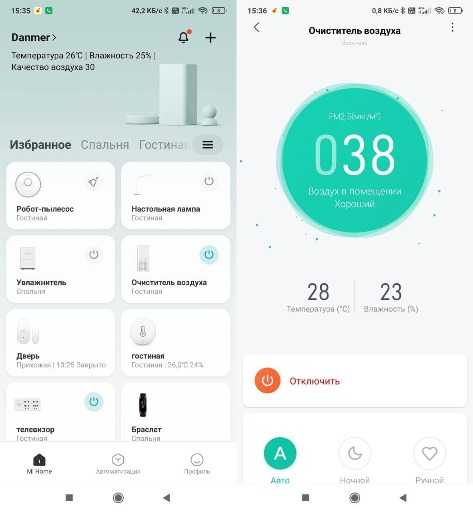 15:35
42,2 КБ/с
Danmer >
Температура 26°C | Влажность 25% |
Качество воздуха 30
Избранное Спальня Гостиная
Робот-пылесос
Гостиная
Настольная лампа
Гостиная
Увлажнитель
Спальня
Очиститель воздуха
Гостиная
Дверь
Прихожая | 13:25 Закрыто
гостиная
Гостиная | 26,0°C 24%
телевизор
Гостиная
Браслет
Спальня
Mi Home
Автоматизация
Профиль
15:36
0,8 КБ/с
Очиститель воздуха
PM2,5(мкг/м³)
038
Воздух в помещении
Хороший
28
Температура (°C)
23
Влажность (%)
Отключить
A
Авто
Ночной
Ручной